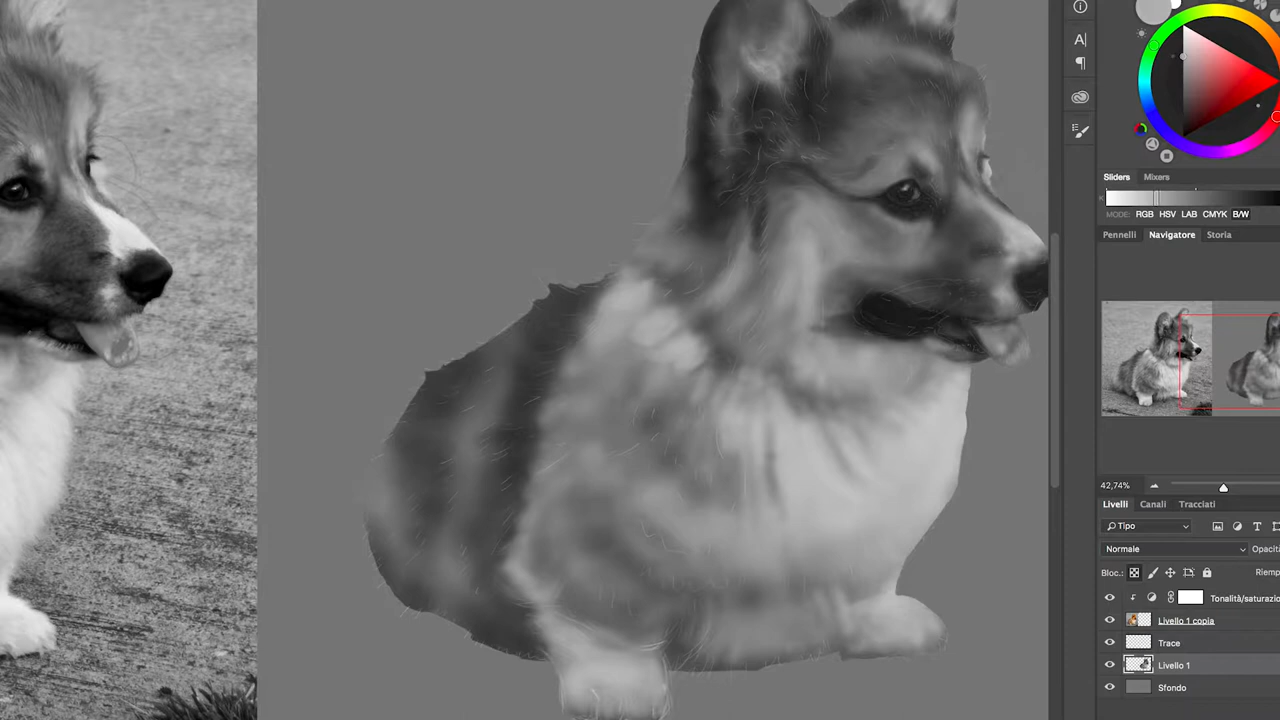 A|
¶
Sliders Mixers
MODE: RGB HSV LAB CMYK B/W
Pennelli Navigatore Storia
42,74%
Livelli Canali Tracciati
Tipo T
Normale Opacità
Bloc.: Riemp
Tonalità/saturazio
Livello 1 copia
Trace
Livello 1
Sfondo